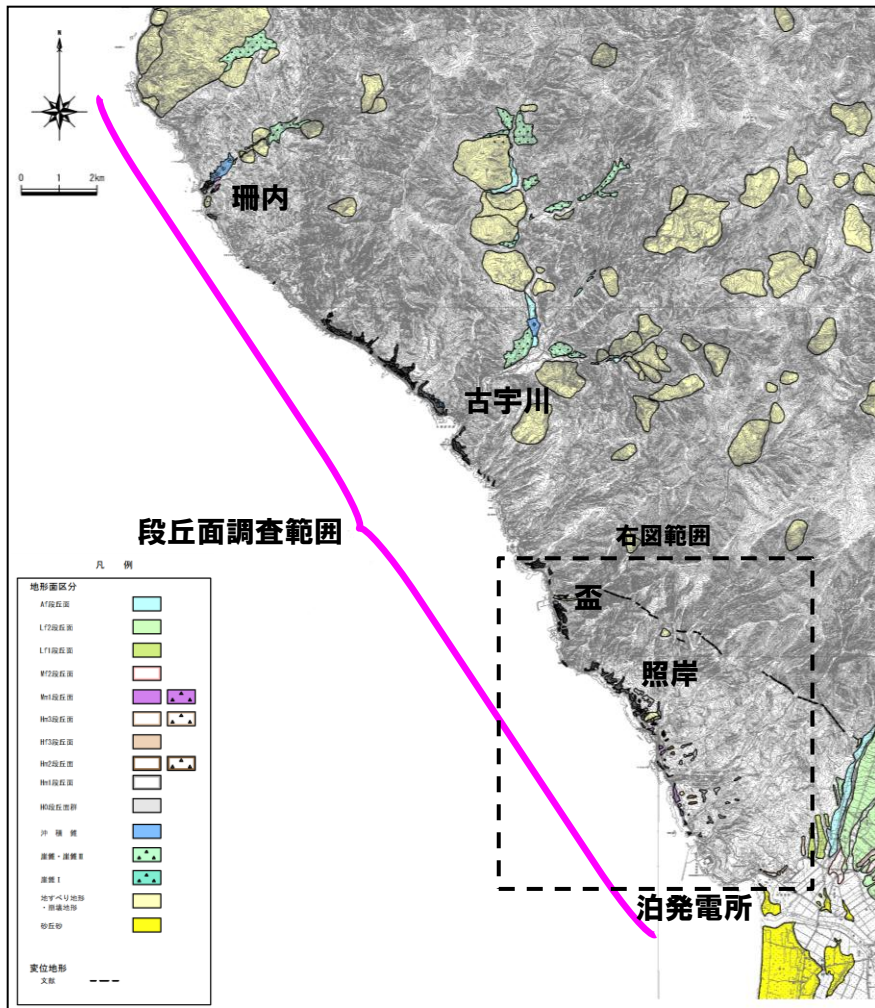 N
0 1 2km
珊内
古宇川
段丘面調査範囲
右図範囲
盃
照岸
泊発電所
凡 例
地形面区分
Af段丘面
Lf2段丘面
Lf1段丘面
Mf2段丘面
Mm1段丘面
Hm3段丘面
Hf3段丘面
Hm2段丘面
Hm1段丘面
H0段丘面群
沖 積 錐
崖錐・崖錐Ⅱ
崖錐Ⅰ
地すべり地形
・崩壊地形
砂丘砂
変位地形
文献